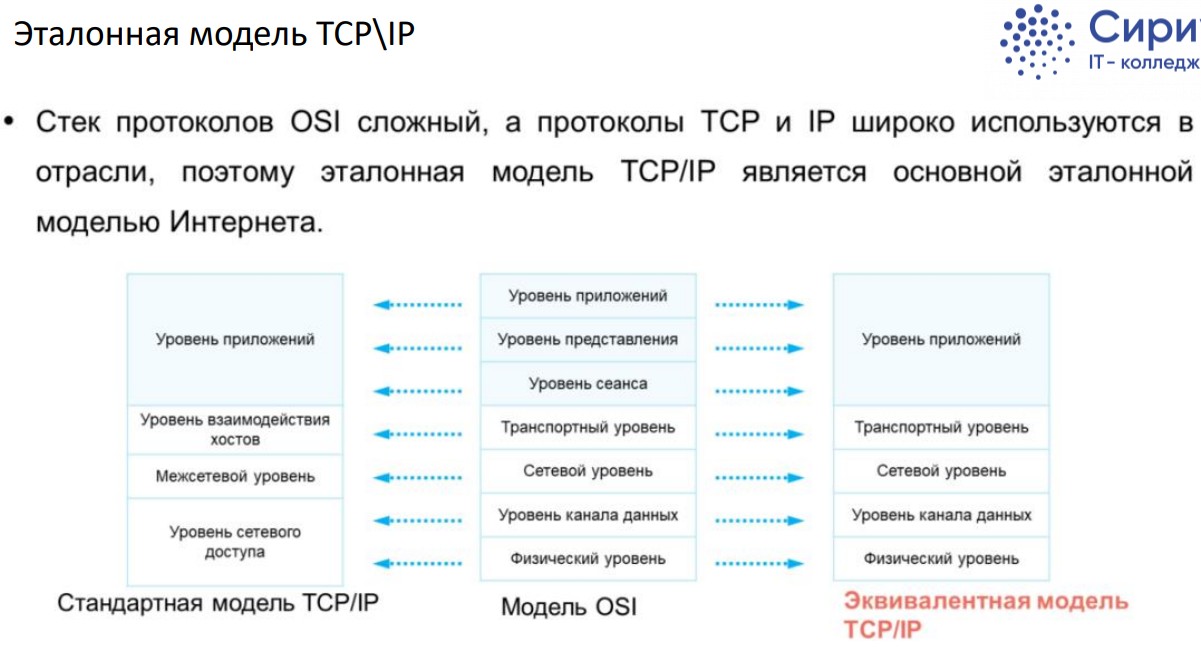 Эталонная модель TCP\IP
Сири
IT- колледж
• Стек протоколов OSI сложный, а протоколы TCP и IP широко используются в
отрасли, поэтому эталонная модель TCP/IP является основной эталонной
моделью Интернета.
Уровень приложений
Уровень взаимодействия
хостов
Межсетевой уровень
Уровень сетевого
доступа
Стандартная модель TCP/IP
Уровень приложений
Уровень представления
Уровень сеанса
Транспортный уровень
Сетевой уровень
Уровень канала данных
Физический уровень
Модель OSI
Уровень приложений
Транспортный уровень
Сетевой уровень
Уровень канала данных
Физический уровень
Эквивалентная модель
TCP/IP